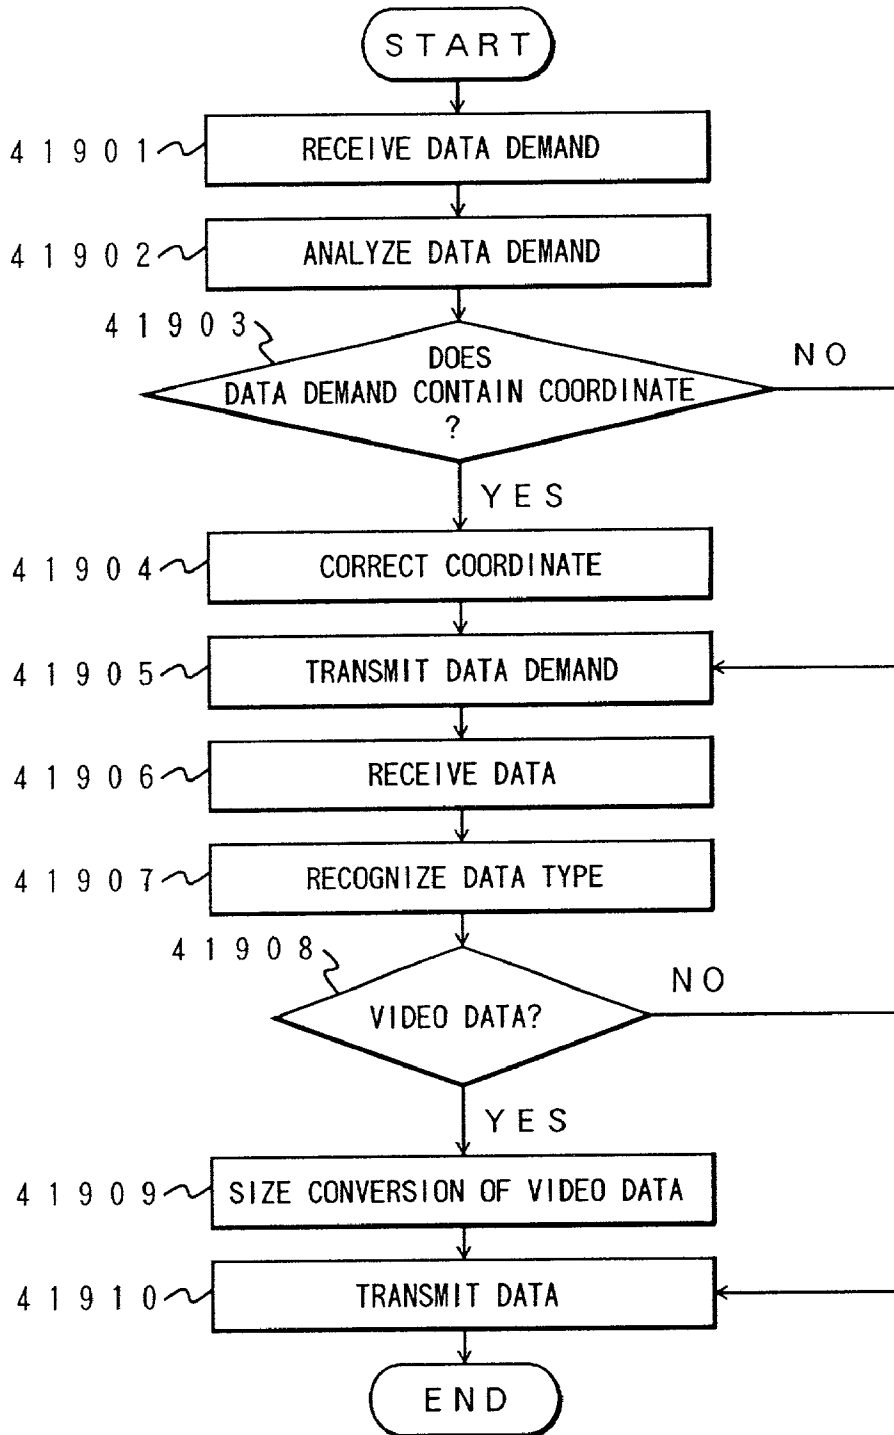 START
41901 RECEIVE DATA DEMAND
41902 ANALYZE DATA DEMAND
41903
DOES
DATA DEMAND CONTAIN COORDINATE
?
NO
YES
41904 CORRECT COORDINATE
41905 TRANSMIT DATA DEMAND
41906 RECEIVE DATA
41907 RECOGNIZE DATA TYPE
41908
VIDEO DATA?
NO
YES
41909 SIZE CONVERSION OF VIDEO DATA
41910 TRANSMIT DATA
END